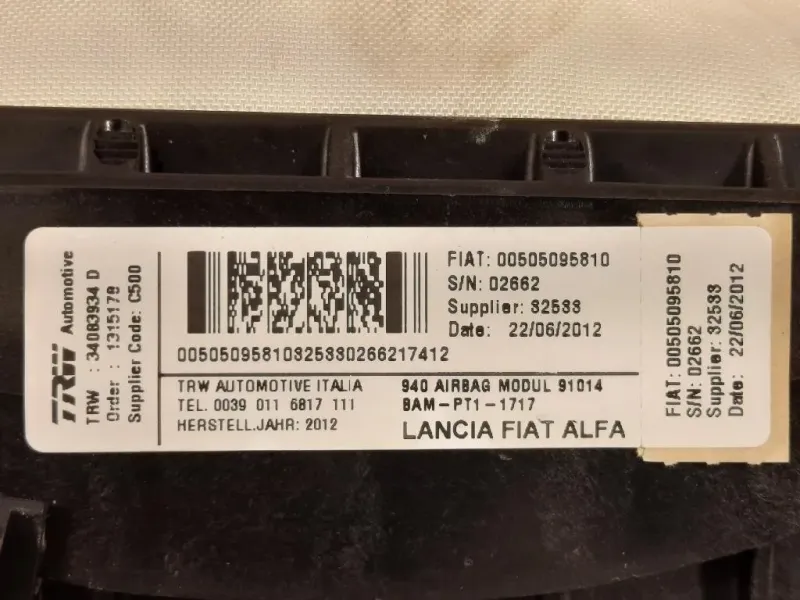 TRW Automotive
TRW : 34083934 D
Order : 1315179
Supplier Code: C500
FIAT: 00505095810
S/N: 02662
Supplier: 32533
Date: 22/06/2012
00505095810325330266217412
TRW AUTOMOTIVE ITALIA
TEL. 0039 011 6817 111
HERSTELL.JAHR: 2012
940 AIRBAG MODUL 91014
BAM-PT1-1717
LANCIA FIAT ALFA
FIAT: 00505095810
S/N: 02662
Supplier: 32533
Date: 22/06/2012